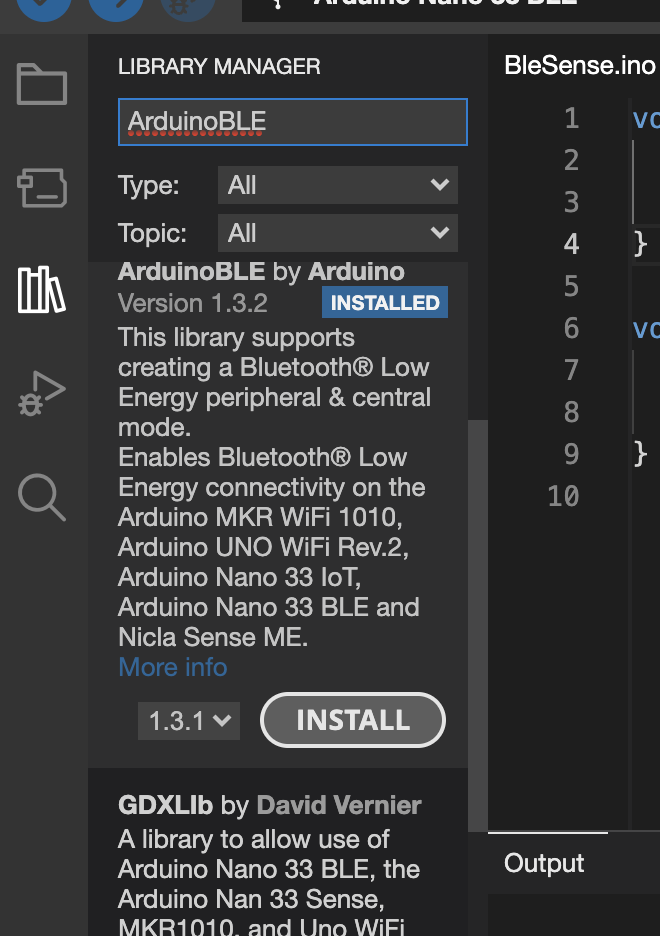 Arduino Nano 33 BLE
LIBRARY MANAGER
BleSense.ino
ArduinoBLE
Type: All
Topic: All
ArduinoBLE by Arduino
Version 1.3.2 INSTALLED
This library supports
creating a Bluetooth® Low
Energy peripheral & central
mode.
Enables Bluetooth® Low
Energy connectivity on the
Arduino MKR WiFi 1010,
Arduino UNO WiFi Rev.2,
Arduino Nano 33 IoT,
Arduino Nano 33 BLE and
Nicla Sense ME.
More info
1.3.1 INSTALL
GDXLIb by David Vernier
A library to allow use of
Arduino Nano 33 BLE, the
Arduino Nan 33 Sense,
MKR1010, and Uno WiFi
1 vo
2
3
4 }
5
6 vo
7
8
9 }
10
Output